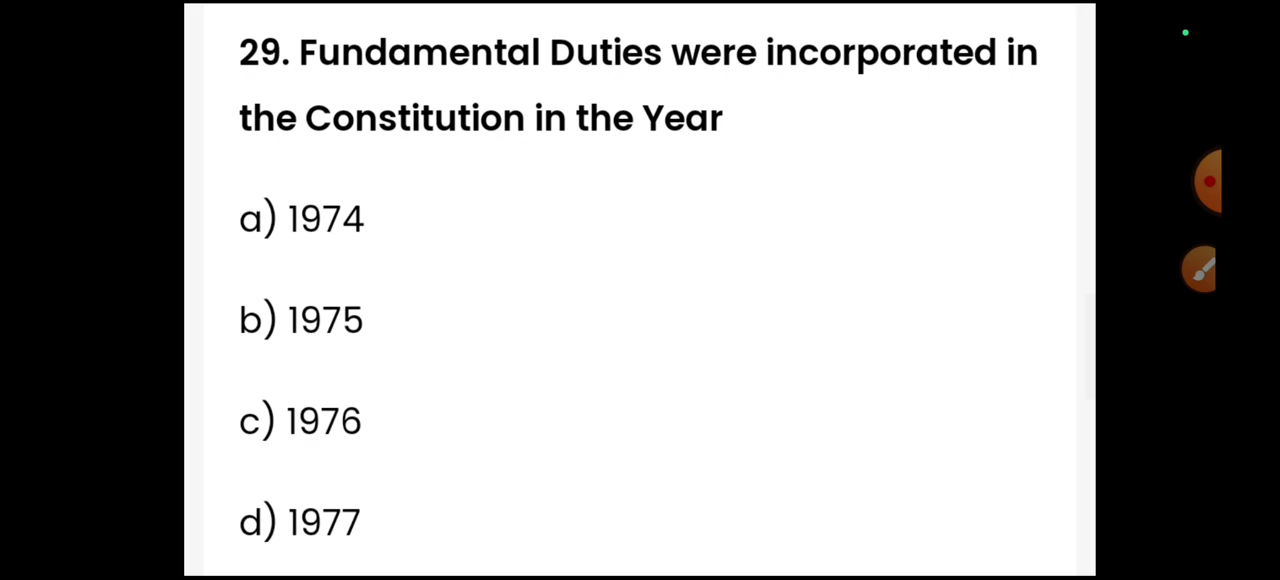 29. Fundamental Duties were incorporated in
the Constitution in the Year
a) 1974
b) 1975
c) 1976
d) 1977